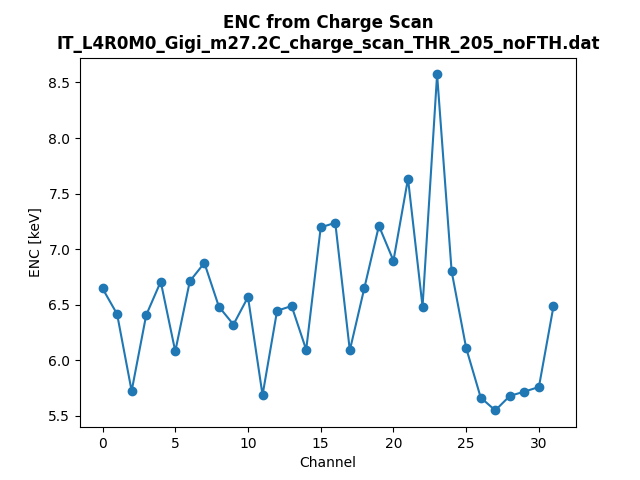 ENC from Charge Scan
IT_L4R0M0_Gigi_m27.2C_charge_scan_THR_205_noFTH.dat
8.5
8.0
7.5
7.0
6.5
6.0
5.5
ENC [keV]
0 5 10 15 20 25 30
Channel